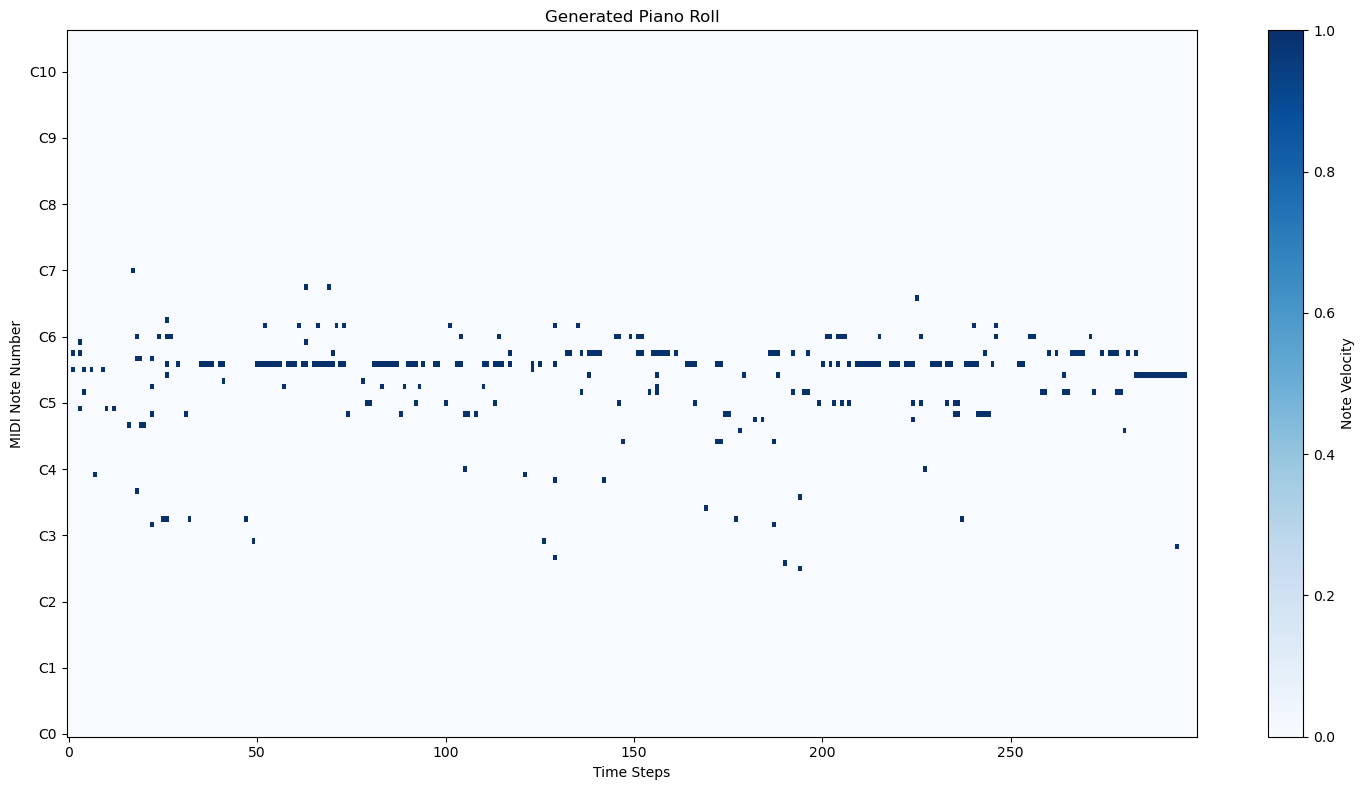 Generated Piano Roll
C10
C9
C8
C7
C6
C5
C4
C3
C2
C1
C0
MIDI Note Number
0
50
100
150
200
250
Time Steps
1.0
0.8
0.6
0.4
0.2
0.0
Note Velocity